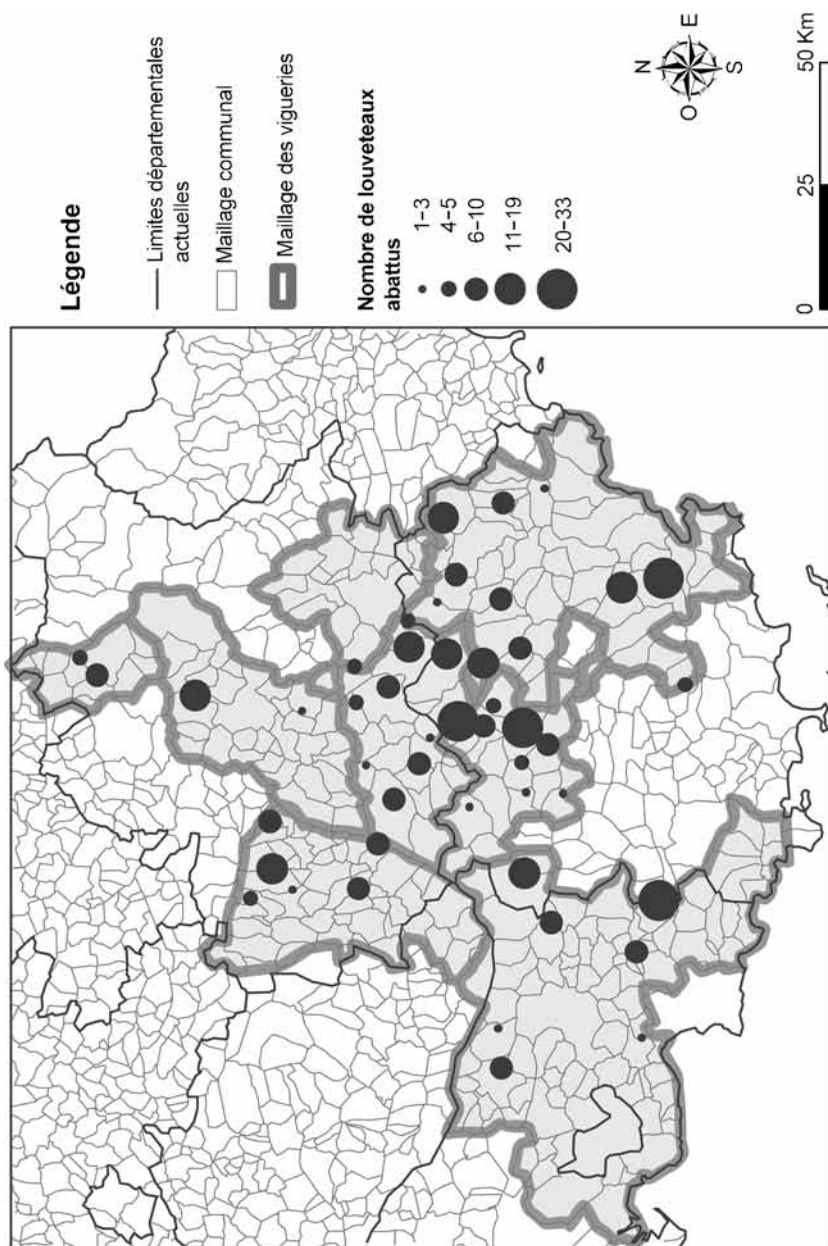 Légende
Limites départementales
actuelles
Maillage communal
Maillage des vigueries
Nombre de louveteaux
abattus
1-3
4-5
6-10
11-19
20-33
N
O
E
S
0
25
50 Km